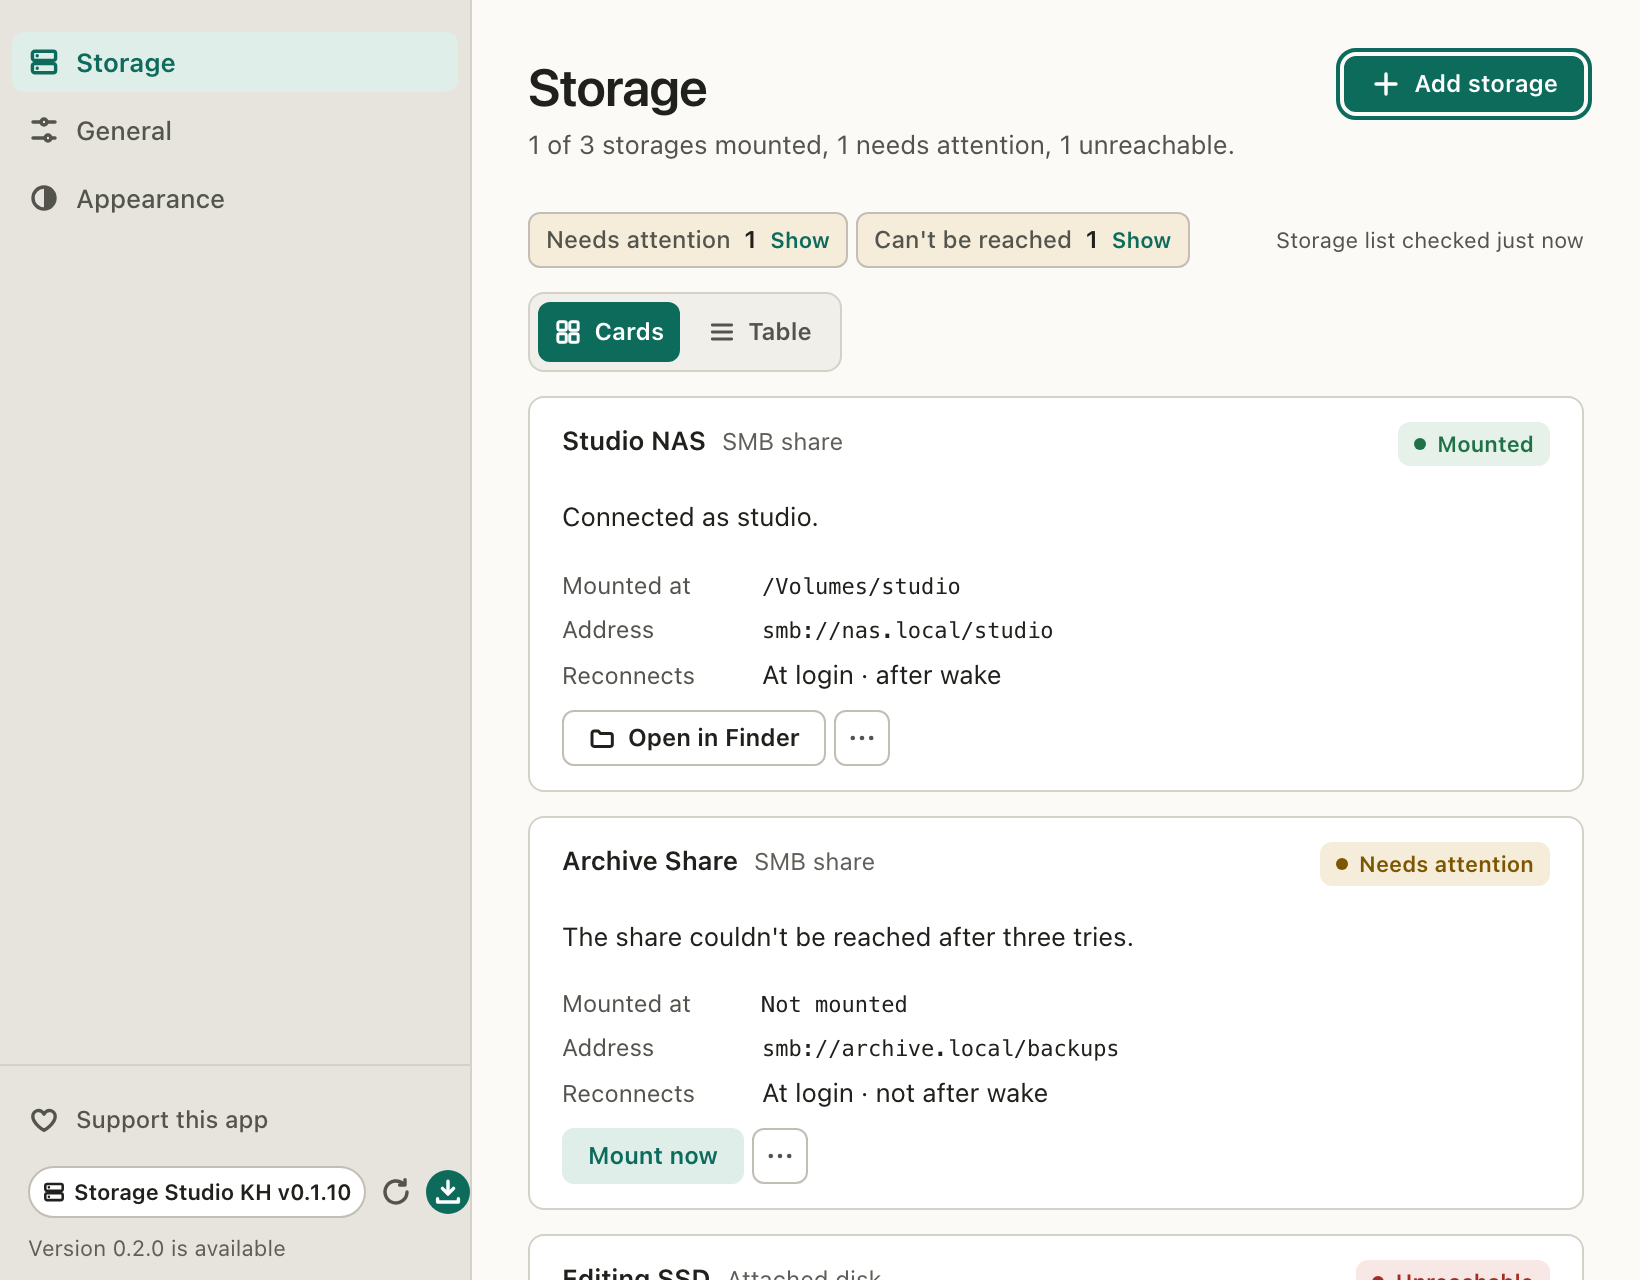 Storage
General
Appearance
Support this app
Storage Studio KH v0.1.10
Version 0.2.0 is available
Storage
Add storage
1 of 3 storages mounted, 1 needs attention, 1 unreachable.
Needs attention 1 Show
Can't be reached 1 Show
Storage list checked just now
Cards
Table
Studio NAS SMB share
Mounted
Connected as studio.
Mounted at /Volumes/studio
Address smb://nas.local/studio
Reconnects At login · after wake
Open in Finder
Archive Share SMB share
Needs attention
The share couldn't be reached after three tries.
Mounted at Not mounted
Address smb://archive.local/backups
Reconnects At login · not after wake
Mount now
Editing SSD Attached disk
Unreachable